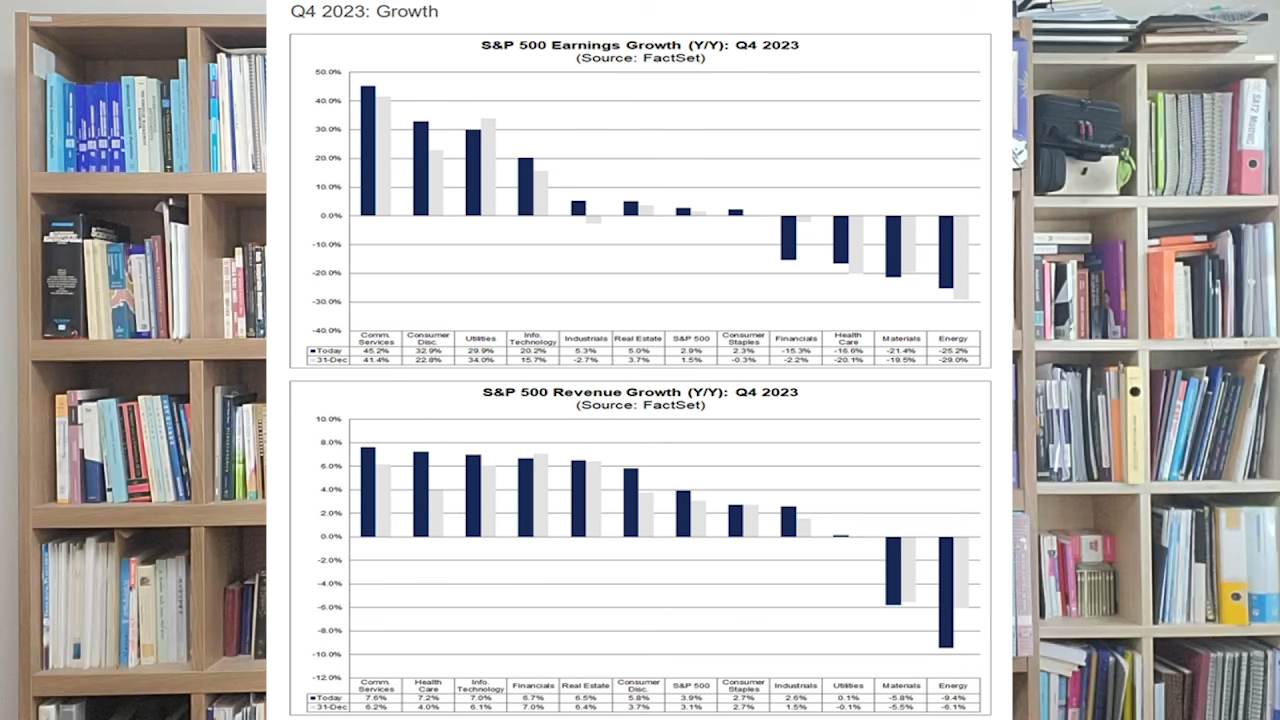 Q4 2023: Growth
S&P 500 Earnings Growth (Y/Y): Q4 2023
(Source: FactSet)
50.0%
40.0%
30.0%
20.0%
10.0%
0.0%
-10.0%
-20.0%
-30.0%
-40.0%
Comm. Services Consumer Disc. Utilities Info. Technology Industrials Real Estate S&P 500 Consumer Staples Financials Health Care Materials Energy
Today 45.2% 32.9% 29.9% 20.2% 5.3% 5.0% 2.9% 2.3% -15.3% -16.6% -21.4% -25.2%
31-Dec 41.4% 22.8% 34.0% 15.7% -2.7% 3.7% 1.5% -0.3% -2.2% -20.1% -19.5% -29.0%
S&P 500 Revenue Growth (Y/Y): Q4 2023
(Source: FactSet)
10.0%
8.0%
6.0%
4.0%
2.0%
0.0%
-2.0%
-4.0%
-6.0%
-8.0%
-10.0%
-12.0%
Comm. Services Health Care Info. Technology Financials Real Estate Consumer Disc. S&P 500 Consumer Staples Industrials Utilities Materials Energy
Today 7.6% 7.2% 7.0% 6.7% 6.5% 5.8% 3.9% 2.7% 2.6% 0.1% -5.8% -9.4%
31-Dec 6.2% 4.0% 6.1% 7.0% 6.4% 3.7% 3.1% 2.7% 1.5% -0.1% -5.5% -6.1%